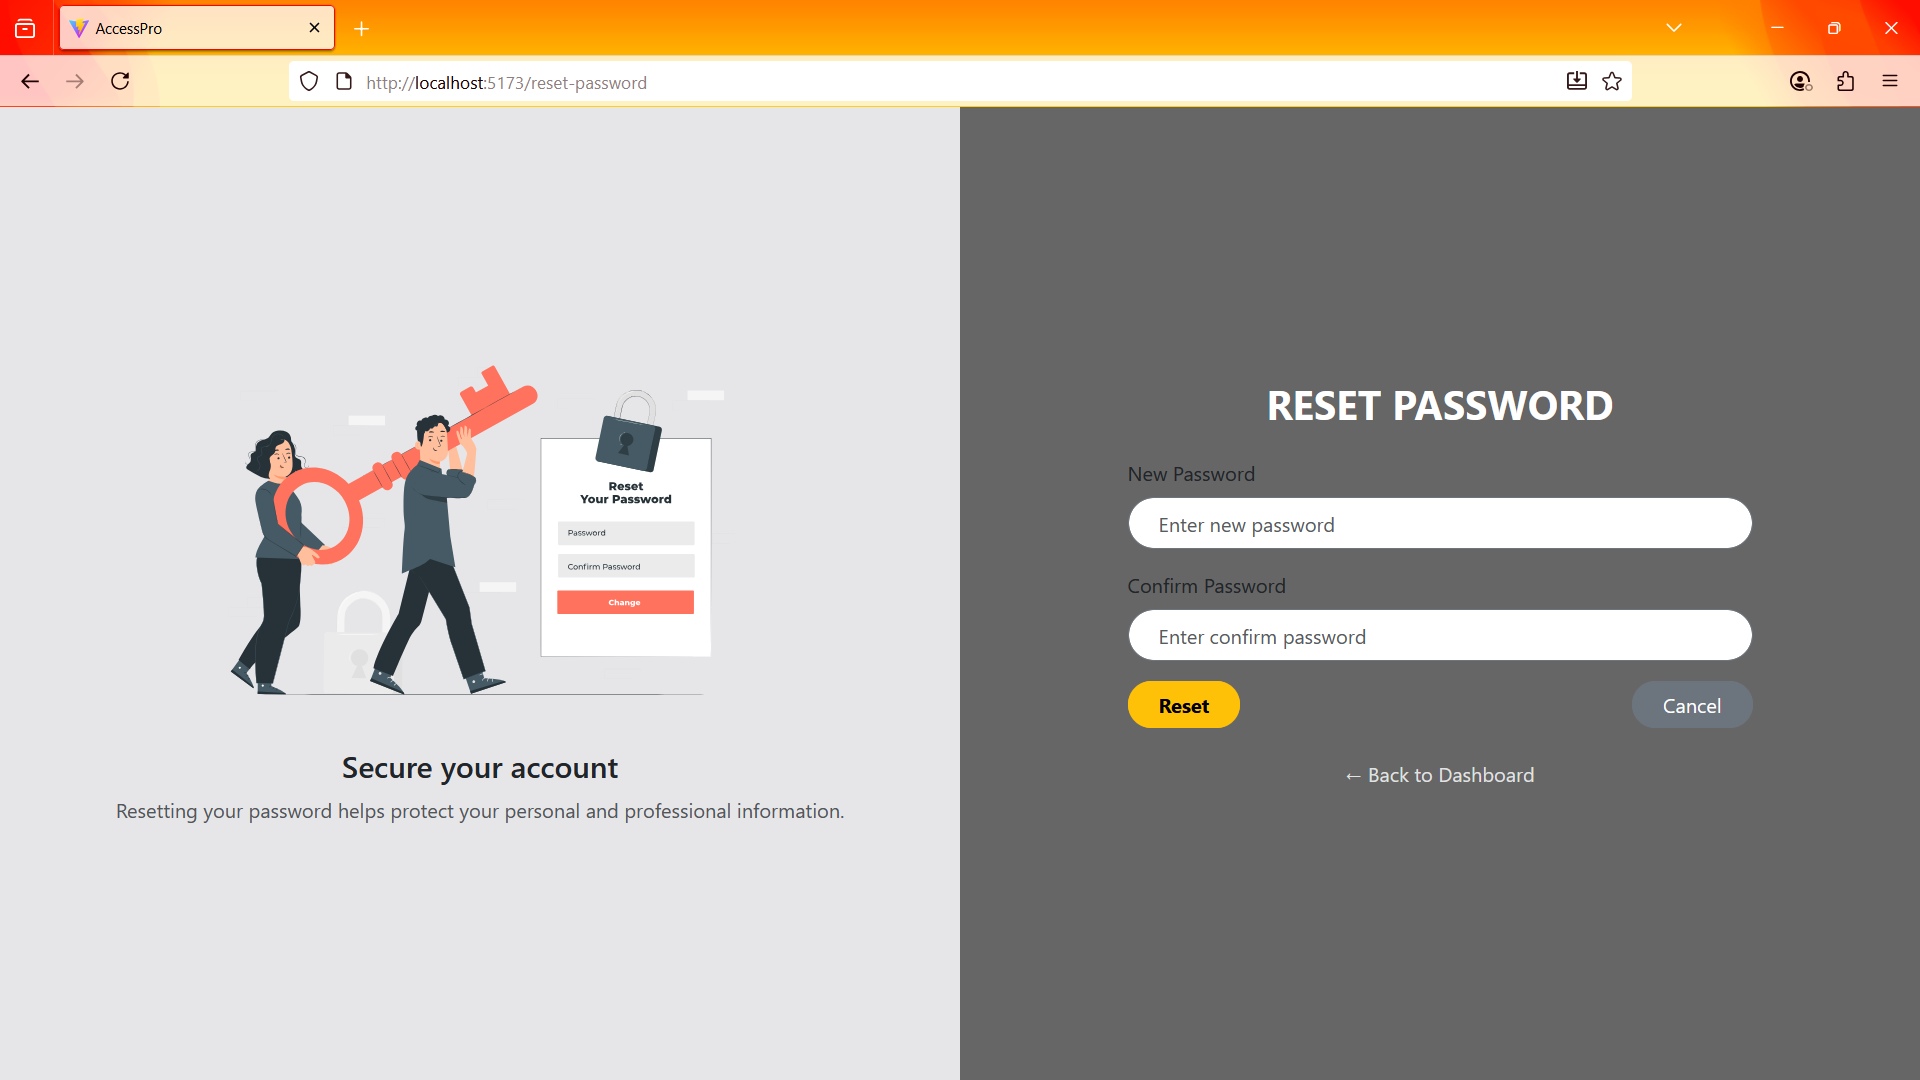 AccessPro
http://localhost:5173/reset-password
Reset
Your Password
Password
Confirm Password
Change
Secure your account
Resetting your password helps protect your personal and professional information.
RESET PASSWORD
New Password
Enter new password
Confirm Password
Enter confirm password
Reset
Cancel
← Back to Dashboard